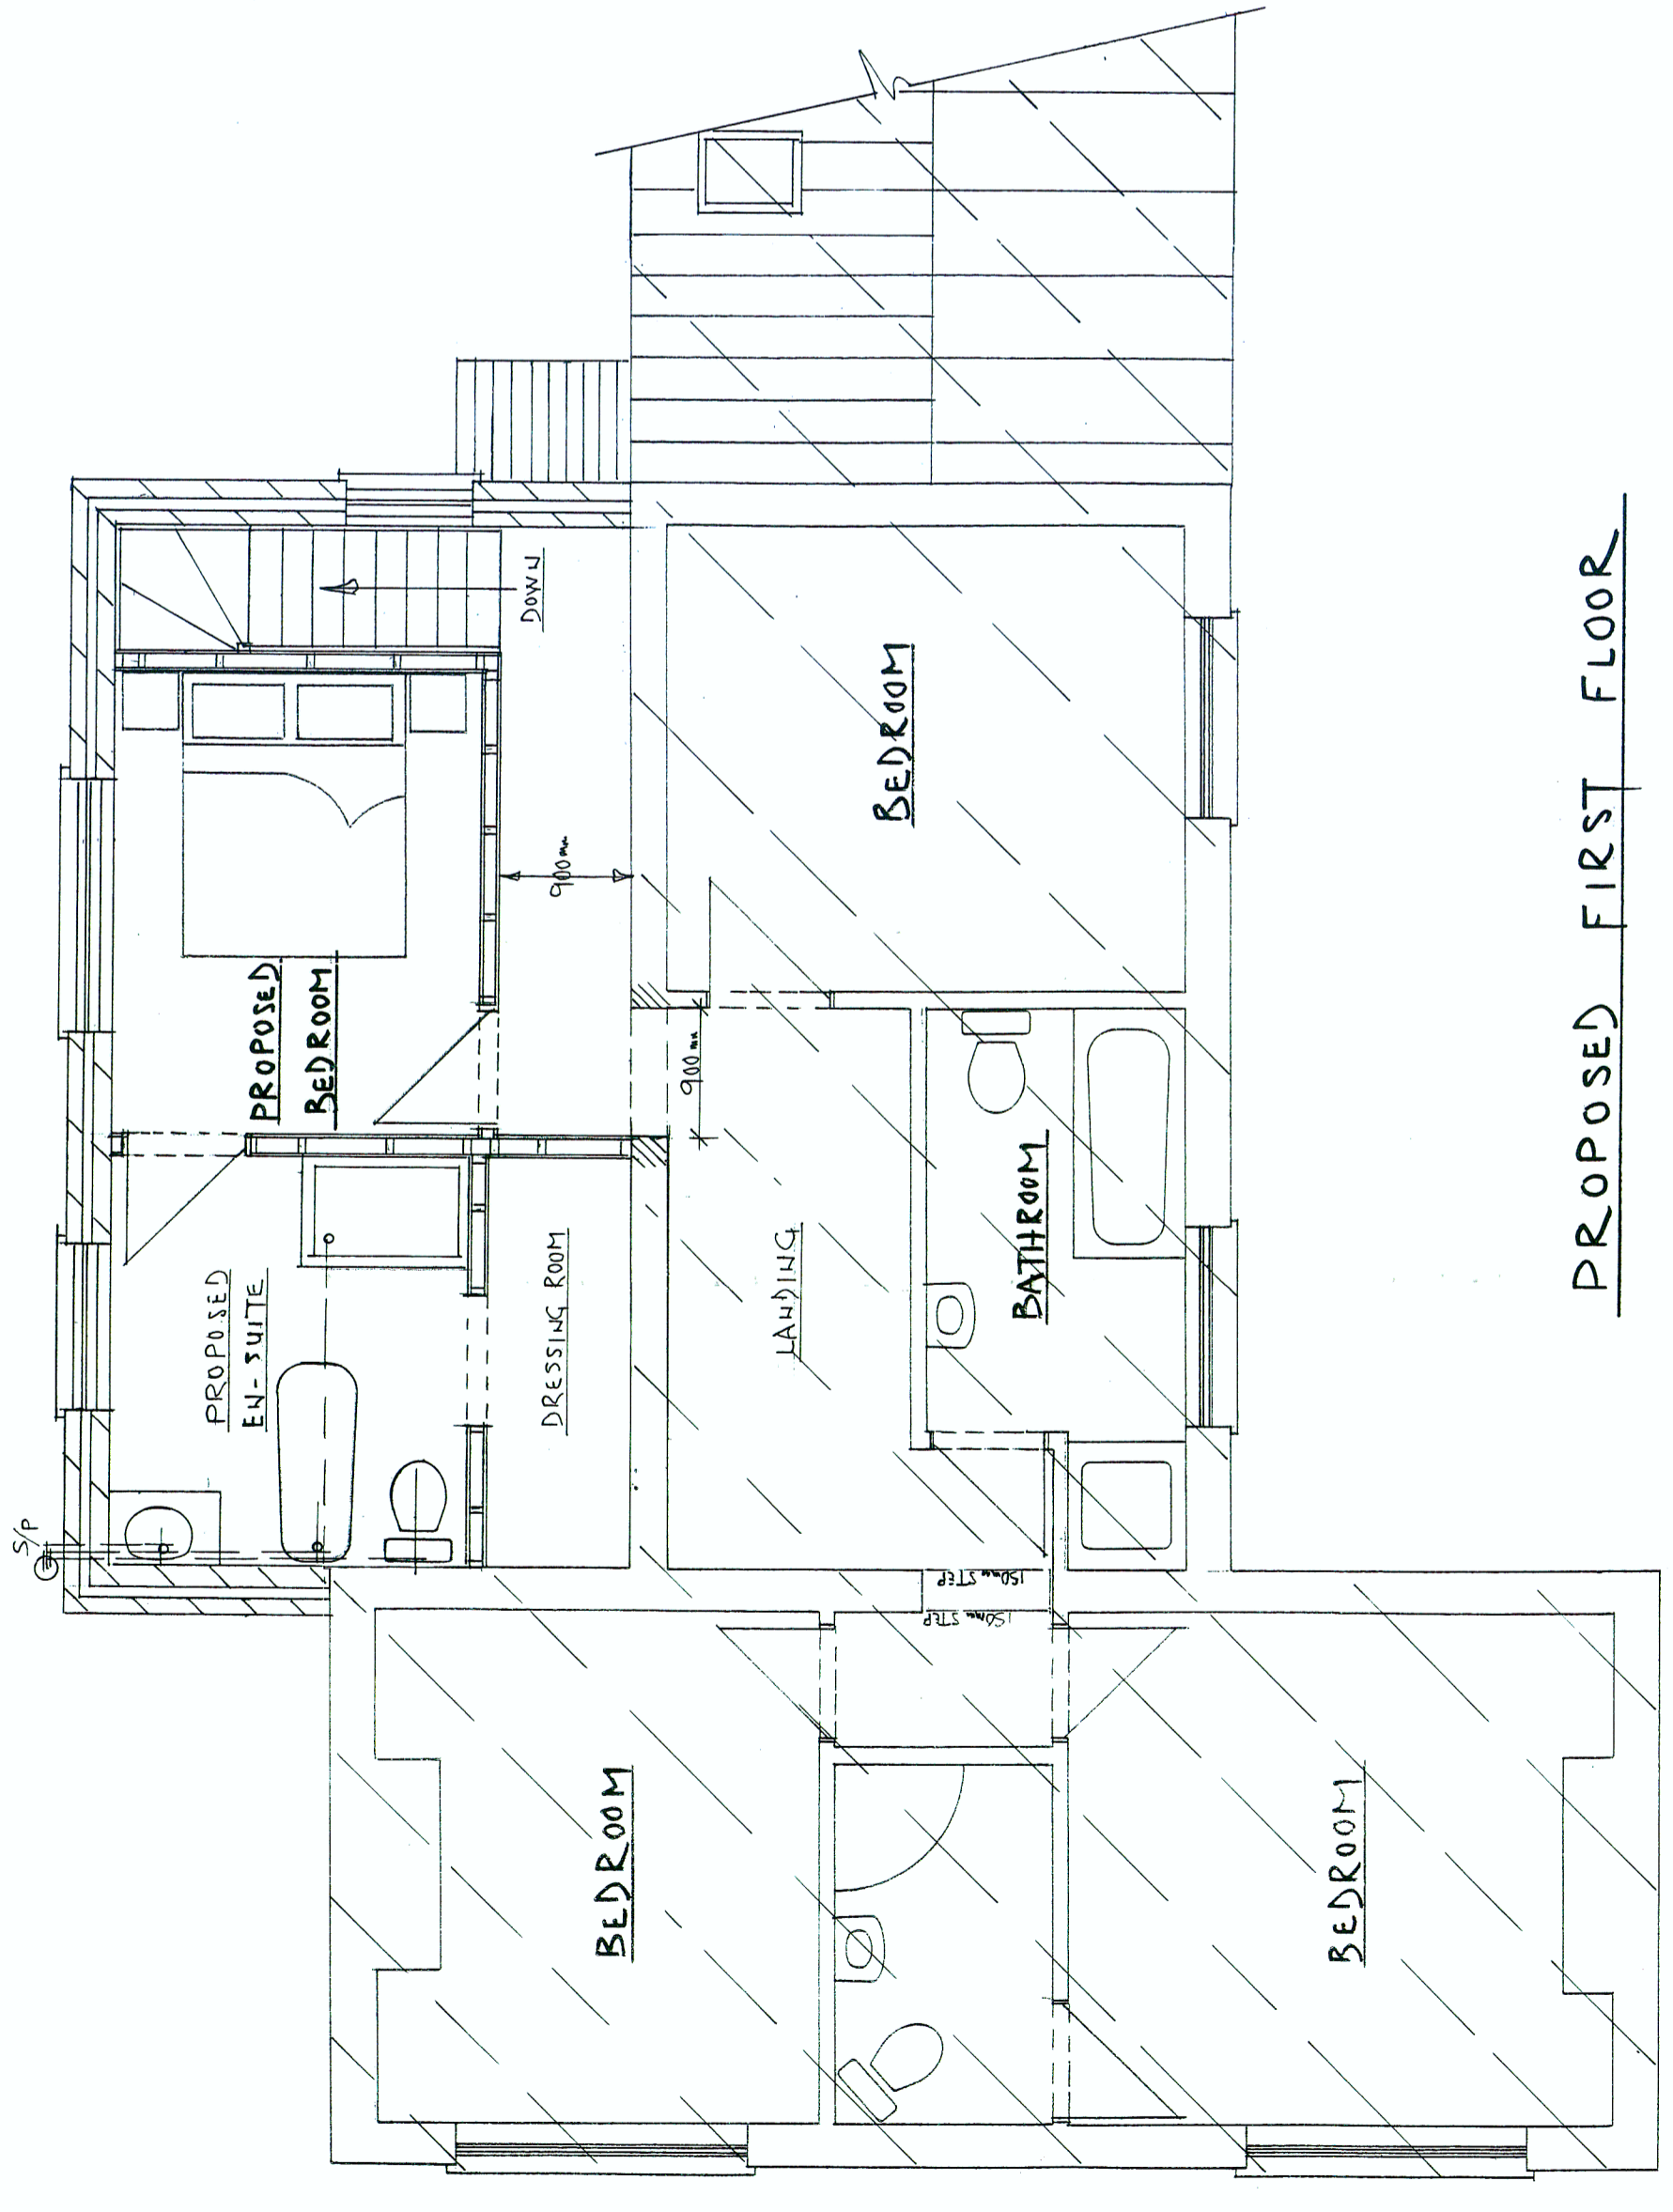 S/P
PROPOSED
EN-SUITE
DRESSING ROOM
PROPOSED
BEDROOM
DOWN
900mm
900mm
LANDING
BATHROOM
BEDROOM
150mm STEP
150mm STEP
BEDROOM
BEDROOM
PROPOSED FIRST FLOOR